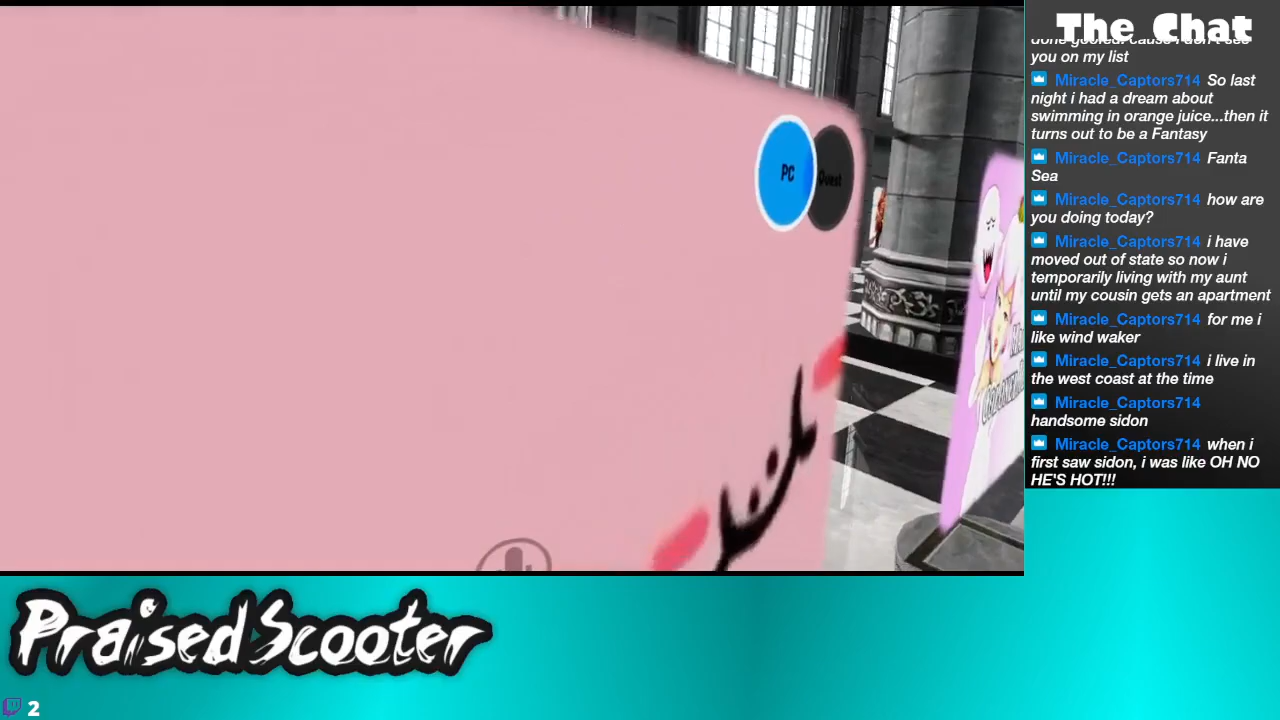 The Chat
you on my list
Miracle_Captors714 So last
night i had a dream about
swimming in orange juice...then it
turns out to be a Fantasy
Miracle_Captors714 Fanta
Sea
Miracle_Captors714 how are
you doing today?
Miracle_Captors714 i have
moved out of state so now i
temporarily living with my aunt
until my cousin gets an apartment
Miracle_Captors714 for me i
like wind waker
Miracle_Captors714 i live in
the west coast at the time
Miracle_Captors714
handsome sidon
Miracle_Captors714 when i
first saw sidon, i was like OH NO
HE'S HOT!!!
PC
Quest
PraisedScooter
2